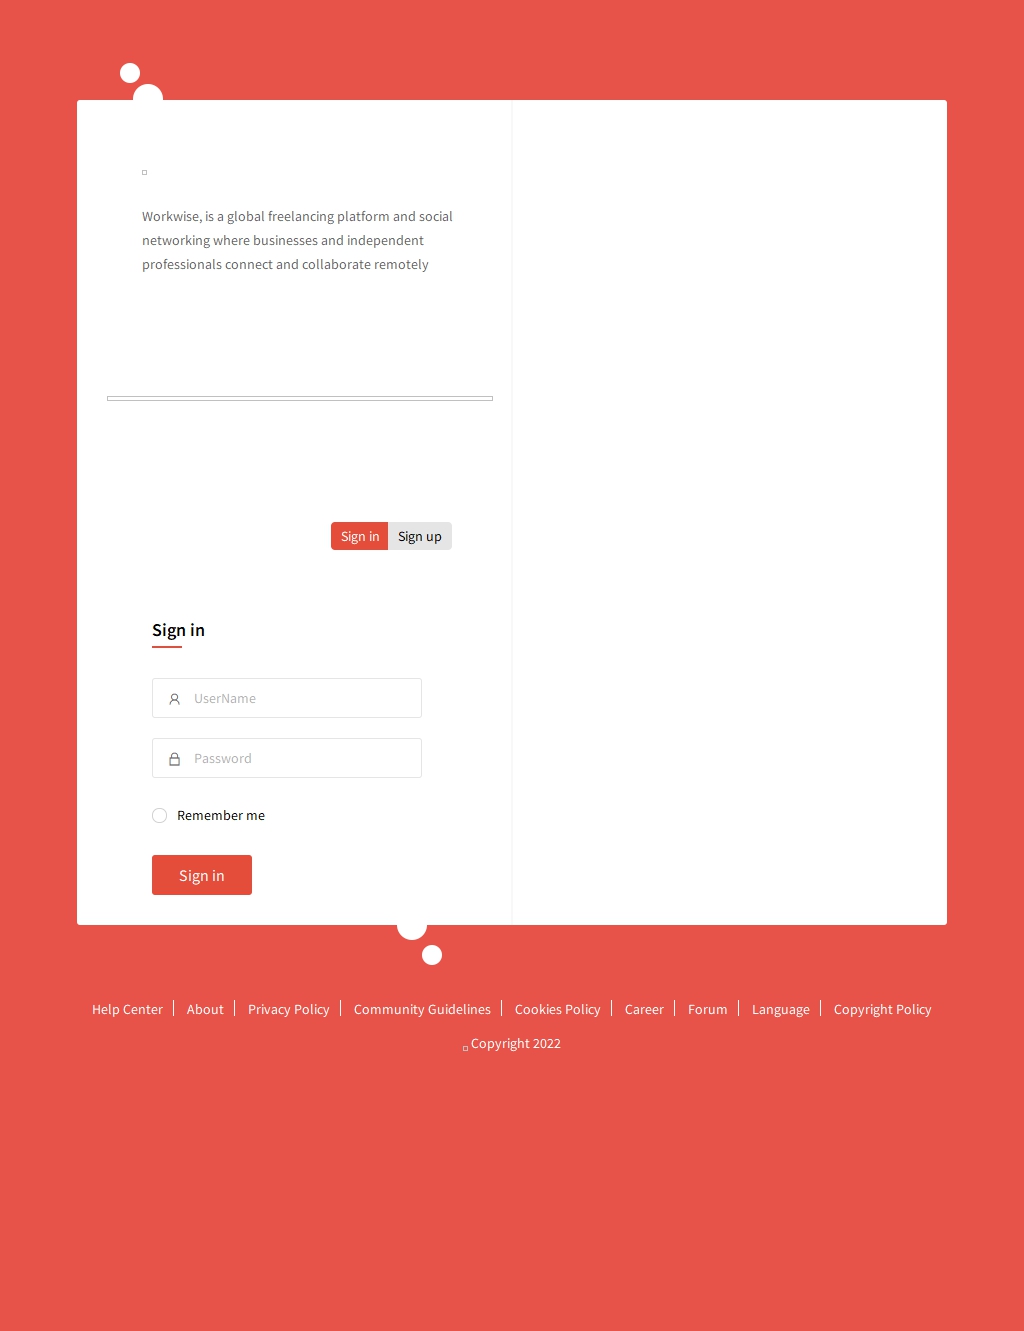 Workwise, is a global freelancing platform and social
networking where businesses and independent
professionals connect and collaborate remotely
Sign in Sign up
Sign in
UserName
Password
Remember me
Sign in
Help Center About Privacy Policy Community Guidelines Cookies Policy Career Forum Language Copyright Policy
Copyright 2022